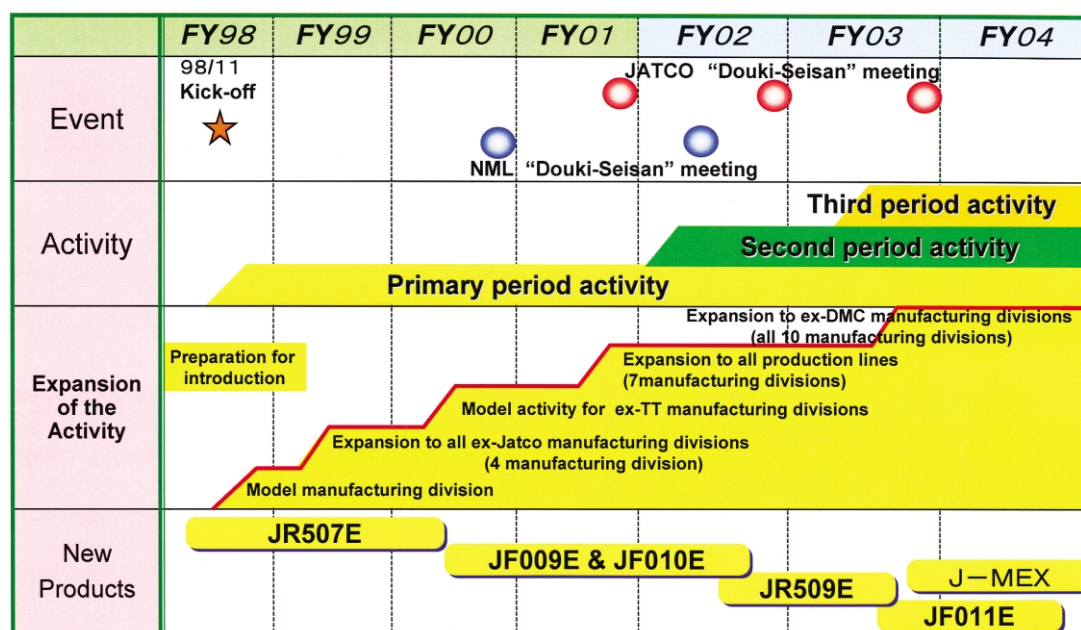 FY98 FY99 FY00 FY01 FY02 FY03 FY04
Event
98/11
Kick-off
JATCO “Douki-Seisan” meeting
NML “Douki-Seisan” meeting
Activity
Third period activity
Second period activity
Primary period activity
Expansion
of the
Activity
Preparation for
introduction
Expansion to ex-DMC manufacturing divisions
(all 10 manufacturing divisions)
Expansion to all production lines
(7manufacturing divisions)
Model activity for ex-TT manufacturing divisions
Expansion to all ex-Jatco manufacturing divisions
(4 manufacturing division)
Model manufacturing division
New
Products
JR507E
JF009E & JF010E
JR509E
J-MEX
JF011E